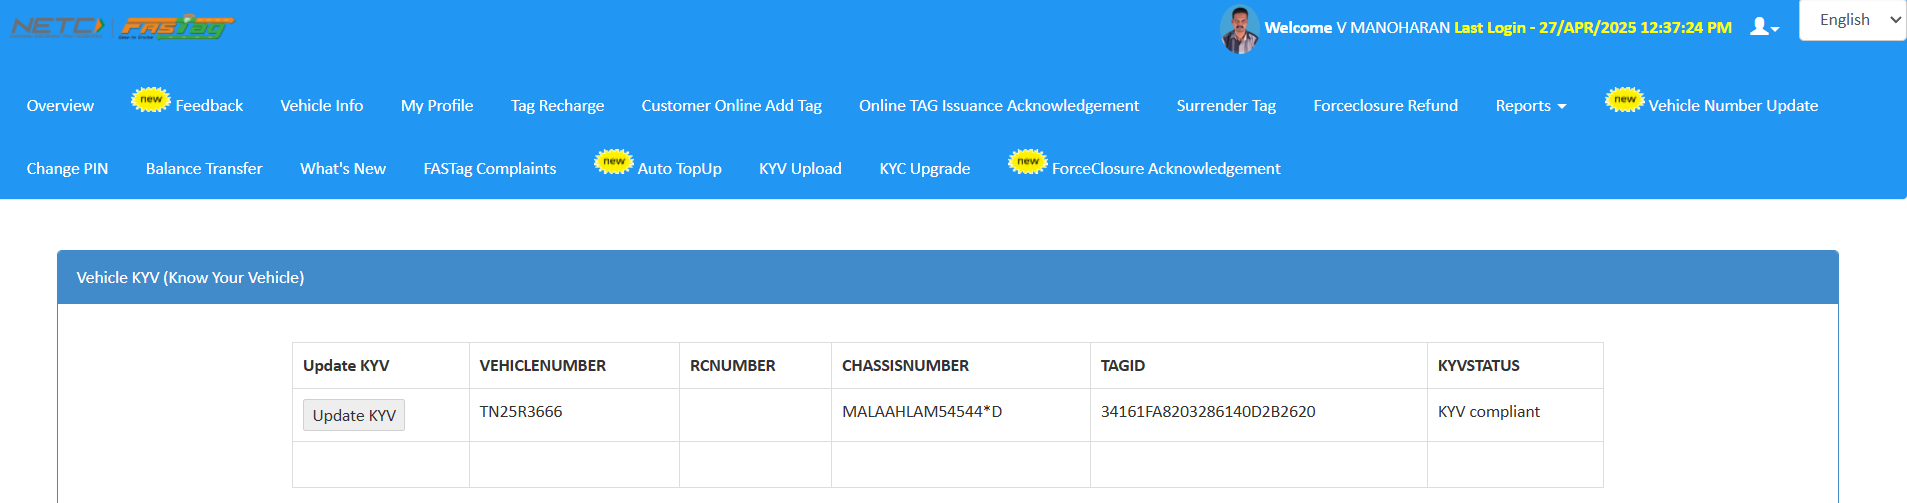 NETC FASTag
Welcome V MANOHARAN Last Login - 27/APR/2025 12:37:24 PM
English
Overview new Feedback Vehicle Info My Profile Tag Recharge Customer Online Add Tag Online TAG Issuance Acknowledgement Surrender Tag Forceclosure Refund Reports new Vehicle Number Update
Change PIN Balance Transfer What's New FASTag Complaints new Auto TopUp KYV Upload KYC Upgrade new ForceClosure Acknowledgement
Vehicle KYV (Know Your Vehicle)
Update KYV VEHICLENUMBER RCNUMBER CHASSISNUMBER TAGID KYVSTATUS
Update KYV TN25R3666 MALAAHLAM54544*D 34161FA8203286140D2B2620 KYV compliant